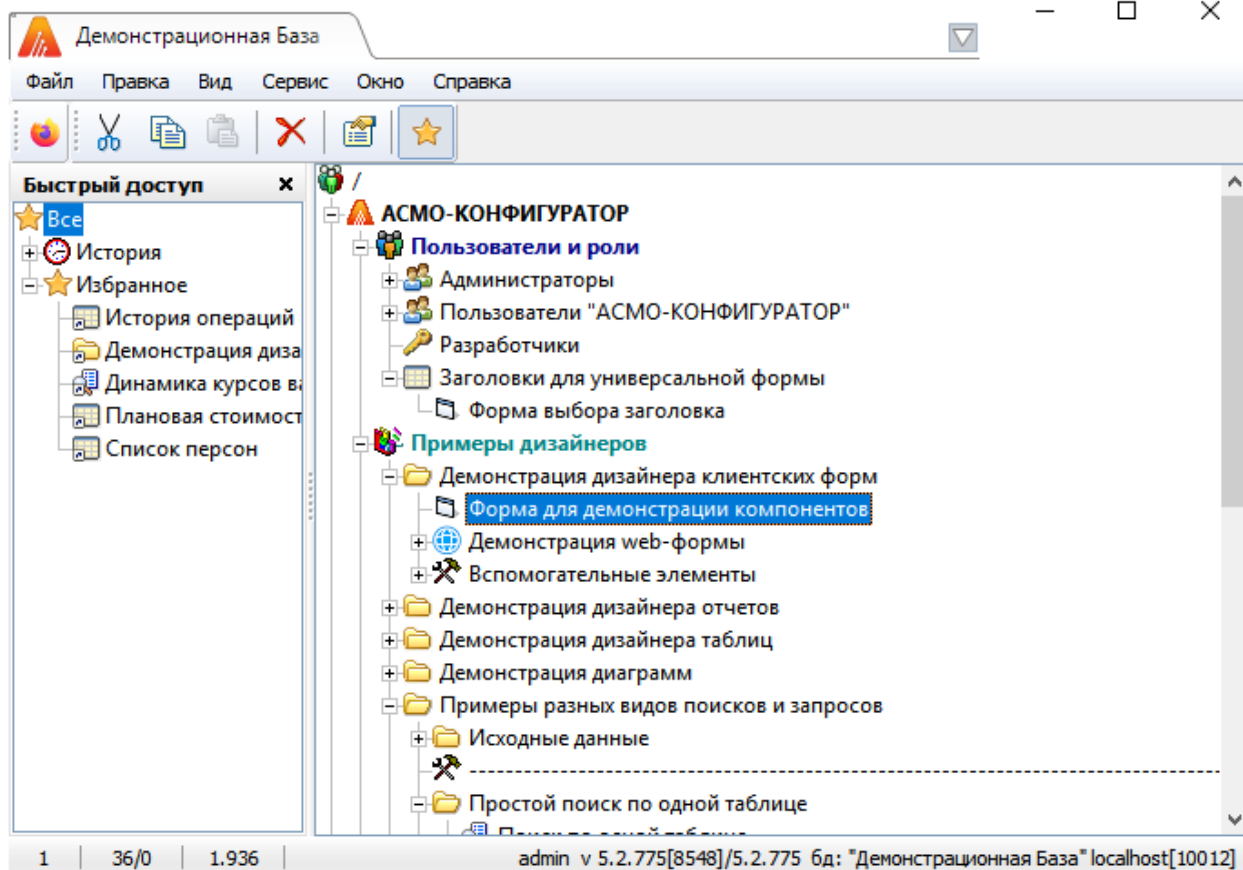 Демонстрационная База
Файл Правка Вид Сервис Окно Справка
Быстрый доступ
Все
История
Избранное
История операций
Демонстрация диза
Динамика курсов ва
Плановая стоимост
Список персон
/
АСМО-КОНФИГУРАТОР
Пользователи и роли
Администраторы
Пользователи "АСМО-КОНФИГУРАТОР"
Разработчики
Заголовки для универсальной формы
Форма выбора заголовка
Примеры дизайнеров
Демонстрация дизайнера клиентских форм
Форма для демонстрации компонентов
Демонстрация web-формы
Вспомогательные элементы
Демонстрация дизайнера отчетов
Демонстрация дизайнера таблиц
Демонстрация диаграмм
Примеры разных видов поисков и запросов
Исходные данные
--------------------------------------------------
Простой поиск по одной таблице
Поиск по одной таблице
1 36/0 1.936 admin v 5.2.775[8548]/5.2.775 бд: "Демонстрационная База" localhost[10012]